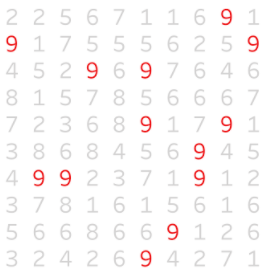 2 2 5 6 7 1 1 6 9 1
9 1 7 5 5 5 6 2 5 9
4 5 2 9 6 9 7 6 4 6
8 1 5 7 8 5 6 6 6 7
7 2 3 6 8 9 1 7 9 1
3 8 6 8 4 5 6 9 4 5
4 9 9 2 3 7 1 9 1 2
3 7 8 1 6 1 5 6 1 6
5 6 6 8 6 6 9 1 2 6
3 2 4 2 6 9 4 2 7 1